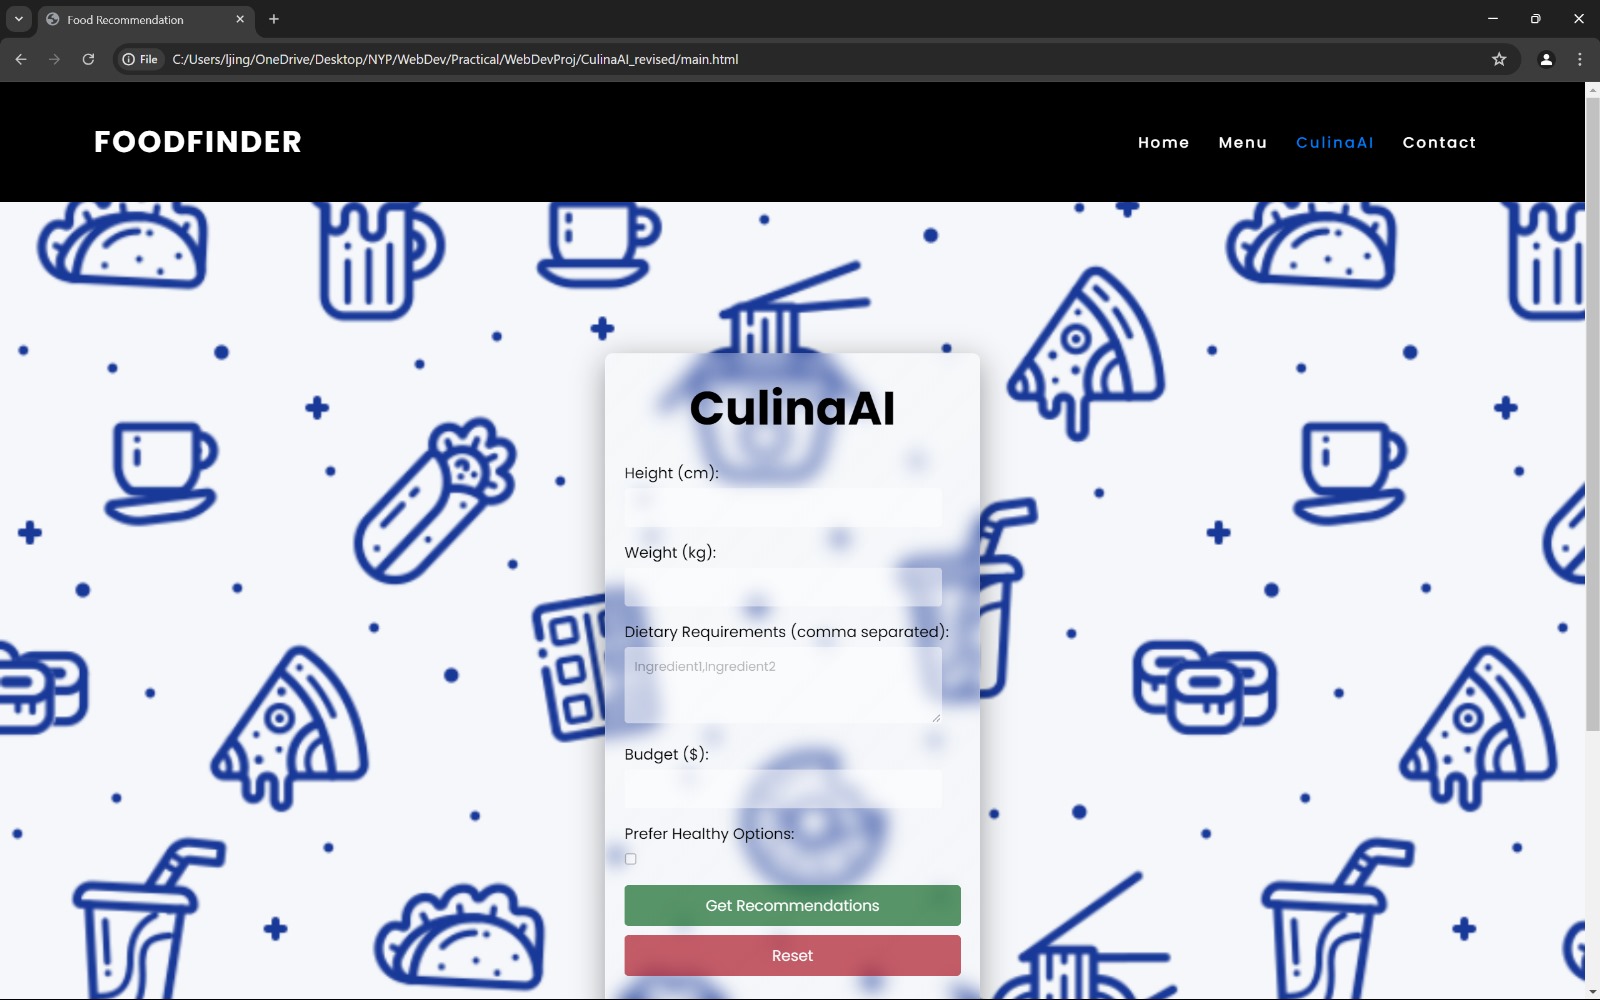 Food Recommendation
File C:/Users/ljing/OneDrive/Desktop/NYP/WebDev/Practical/WebDevProj/CulinaAI_revised/main.html
FOODFINDER Home Menu CulinaAI Contact
CulinaAI
Height (cm):
Weight (kg):
Dietary Requirements (comma separated):
Ingredient1,Ingredient2
Budget ($):
Prefer Healthy Options:
Get Recommendations
Reset